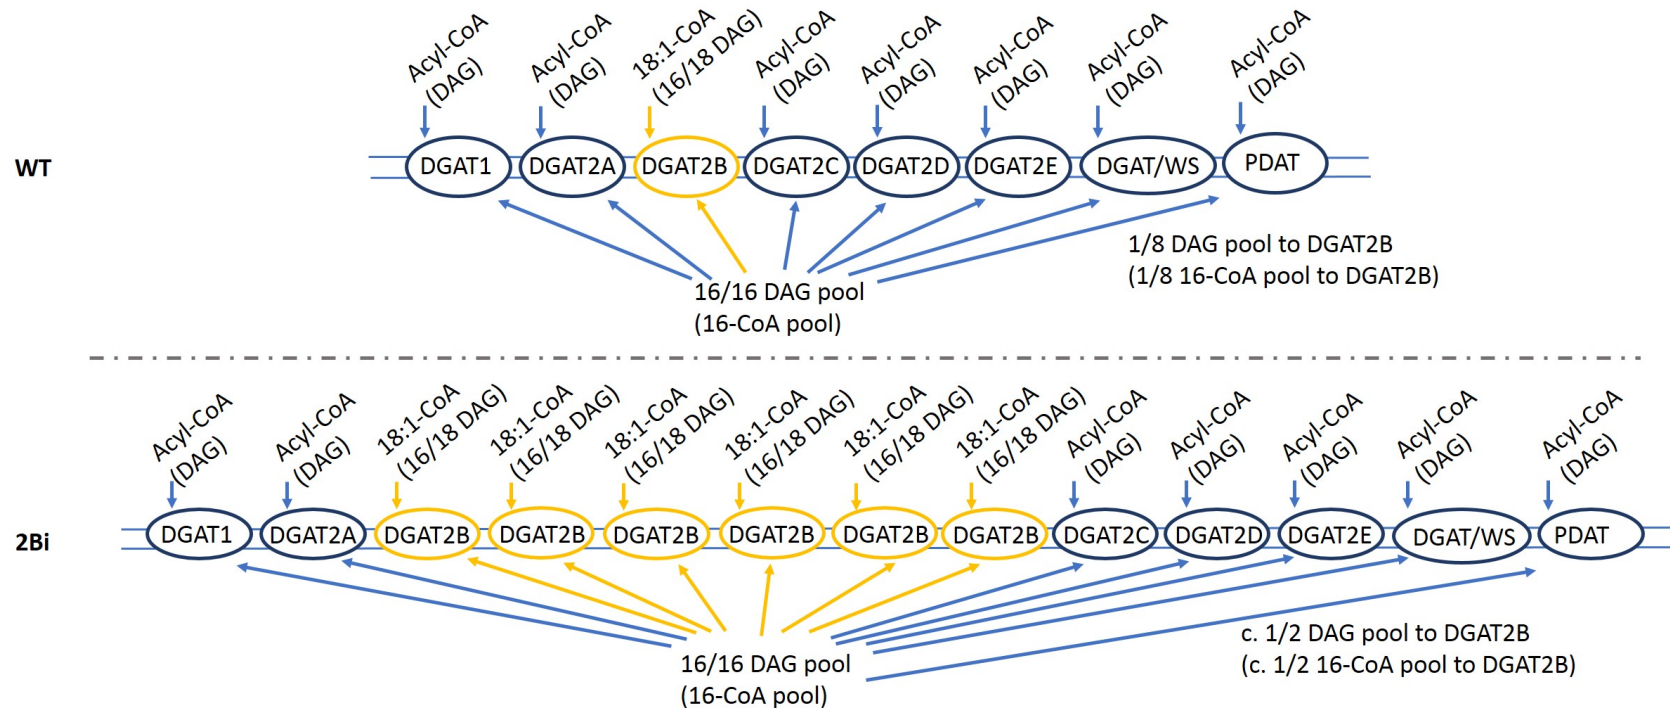 Acyl-CoA
(DAG)
Acyl-CoA
(DAG)
18:1-CoA
(16/18 DAG)
Acyl-CoA
(DAG)
Acyl-CoA
(DAG)
Acyl-CoA
(DAG)
Acyl-CoA
(DAG)
Acyl-CoA
(DAG)
WT
DGAT1
DGAT2A
DGAT2B
DGAT2C
DGAT2D
DGAT2E
DGAT/WS
PDAT
1/8 DAG pool to DGAT2B
(1/8 16-CoA pool to DGAT2B)
16/16 DAG pool
(16-CoA pool)
Acyl-CoA
(DAG)
Acyl-CoA
(DAG)
18:1-CoA
(16/18 DAG)
18:1-CoA
(16/18 DAG)
18:1-CoA
(16/18 DAG)
18:1-CoA
(16/18 DAG)
18:1-CoA
(16/18 DAG)
18:1-CoA
(16/18 DAG)
Acyl-CoA
(DAG)
Acyl-CoA
(DAG)
Acyl-CoA
(DAG)
Acyl-CoA
(DAG)
Acyl-CoA
(DAG)
2Bi
DGAT1
DGAT2A
DGAT2B
DGAT2B
DGAT2B
DGAT2B
DGAT2B
DGAT2B
DGAT2C
DGAT2D
DGAT2E
DGAT/WS
PDAT
c. 1/2 DAG pool to DGAT2B
(c. 1/2 16-CoA pool to DGAT2B)
16/16 DAG pool
(16-CoA pool)